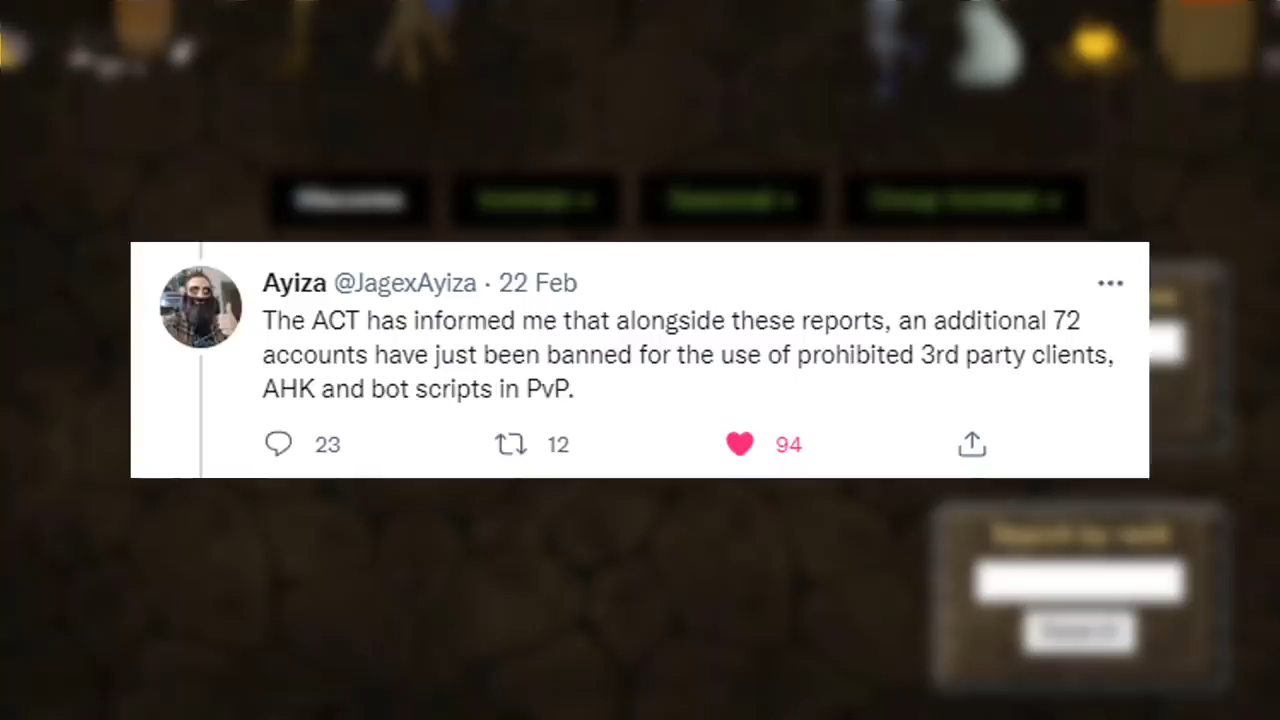 Ayiza @JagexAyiza · 22 Feb
The ACT has informed me that alongside these reports, an additional 72
accounts have just been banned for the use of prohibited 3rd party clients,
AHK and bot scripts in PvP.
23 12 94